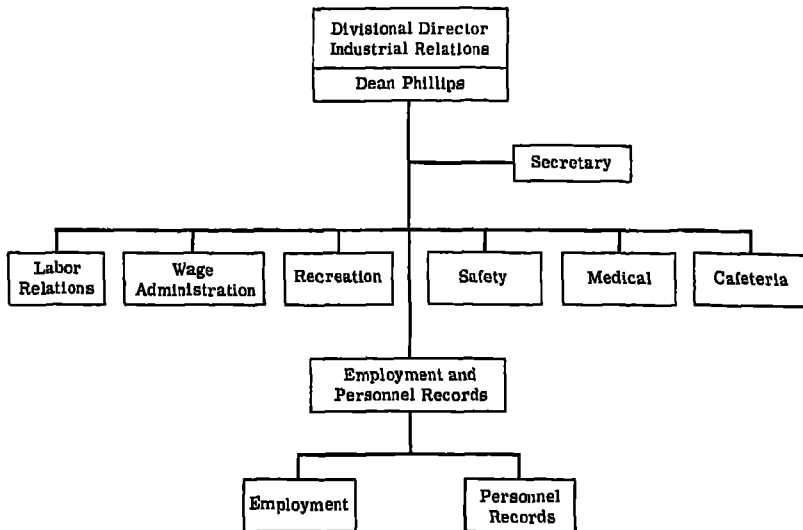 Divisional Director
Industrial Relations
Dean Phillips
Secretary
Labor
Relations
Wage
Administration
Recreation
Safety
Medical
Cafeteria
Employment and
Personnel Records
Employment
Personnel
Records